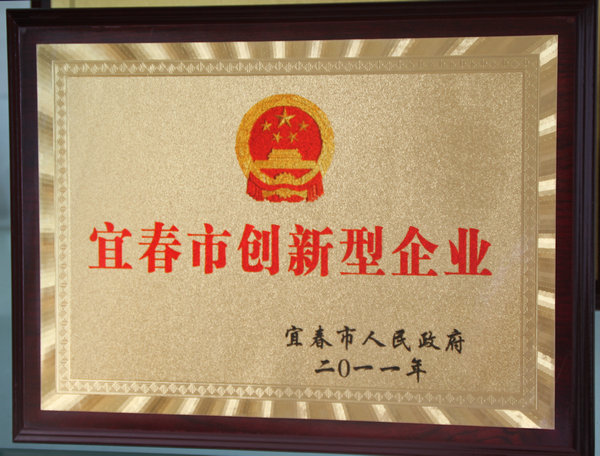 宜春市创新型企业
宜春市人民政府
二0一一年